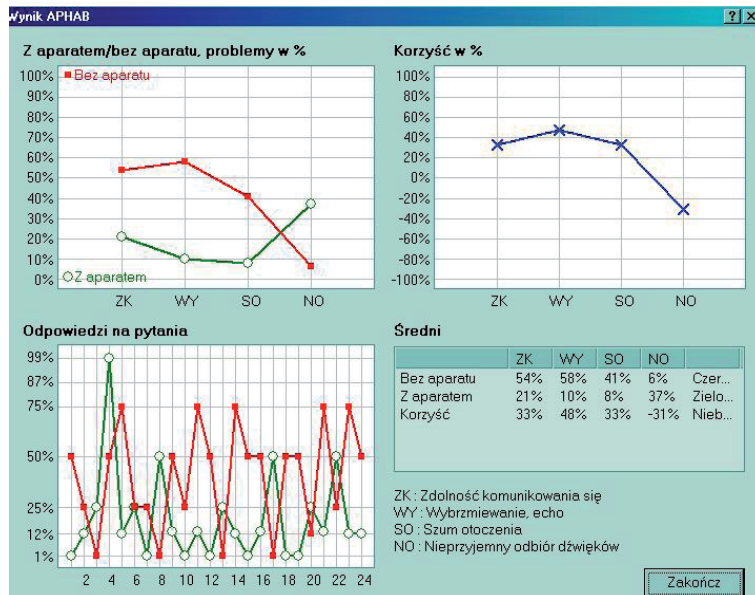 Wynik APHAB
Z aparatem/bez aparatu, problemy w %
100%
90%
80%
70%
60%
50%
40%
30%
20%
10%
0%
Bez aparatu
Z aparatem
ZK WY SO NO
Korzyść w %
100%
80%
60%
40%
20%
0%
-20%
-40%
-60%
-80%
-100%
ZK WY SO NO
Odpowiedzi na pytania
99%
87%
75%
50%
25%
12%
1%
2 4 6 8 10 12 14 16 18 20 22 24
Średni
ZK WY SO NO
Bez aparatu 54% 58% 41% 6% Czer...
Z aparatem 21% 10% 8% 37% Zielo...
Korzyść 33% 48% 33% -31% Nieb...
ZK : Zdolność komunikowania się
WY : Wybrzmiewanie, echo
SO : Szum otoczenia
NO : Nieprzyjemny odbiór dźwięków
Zakończ